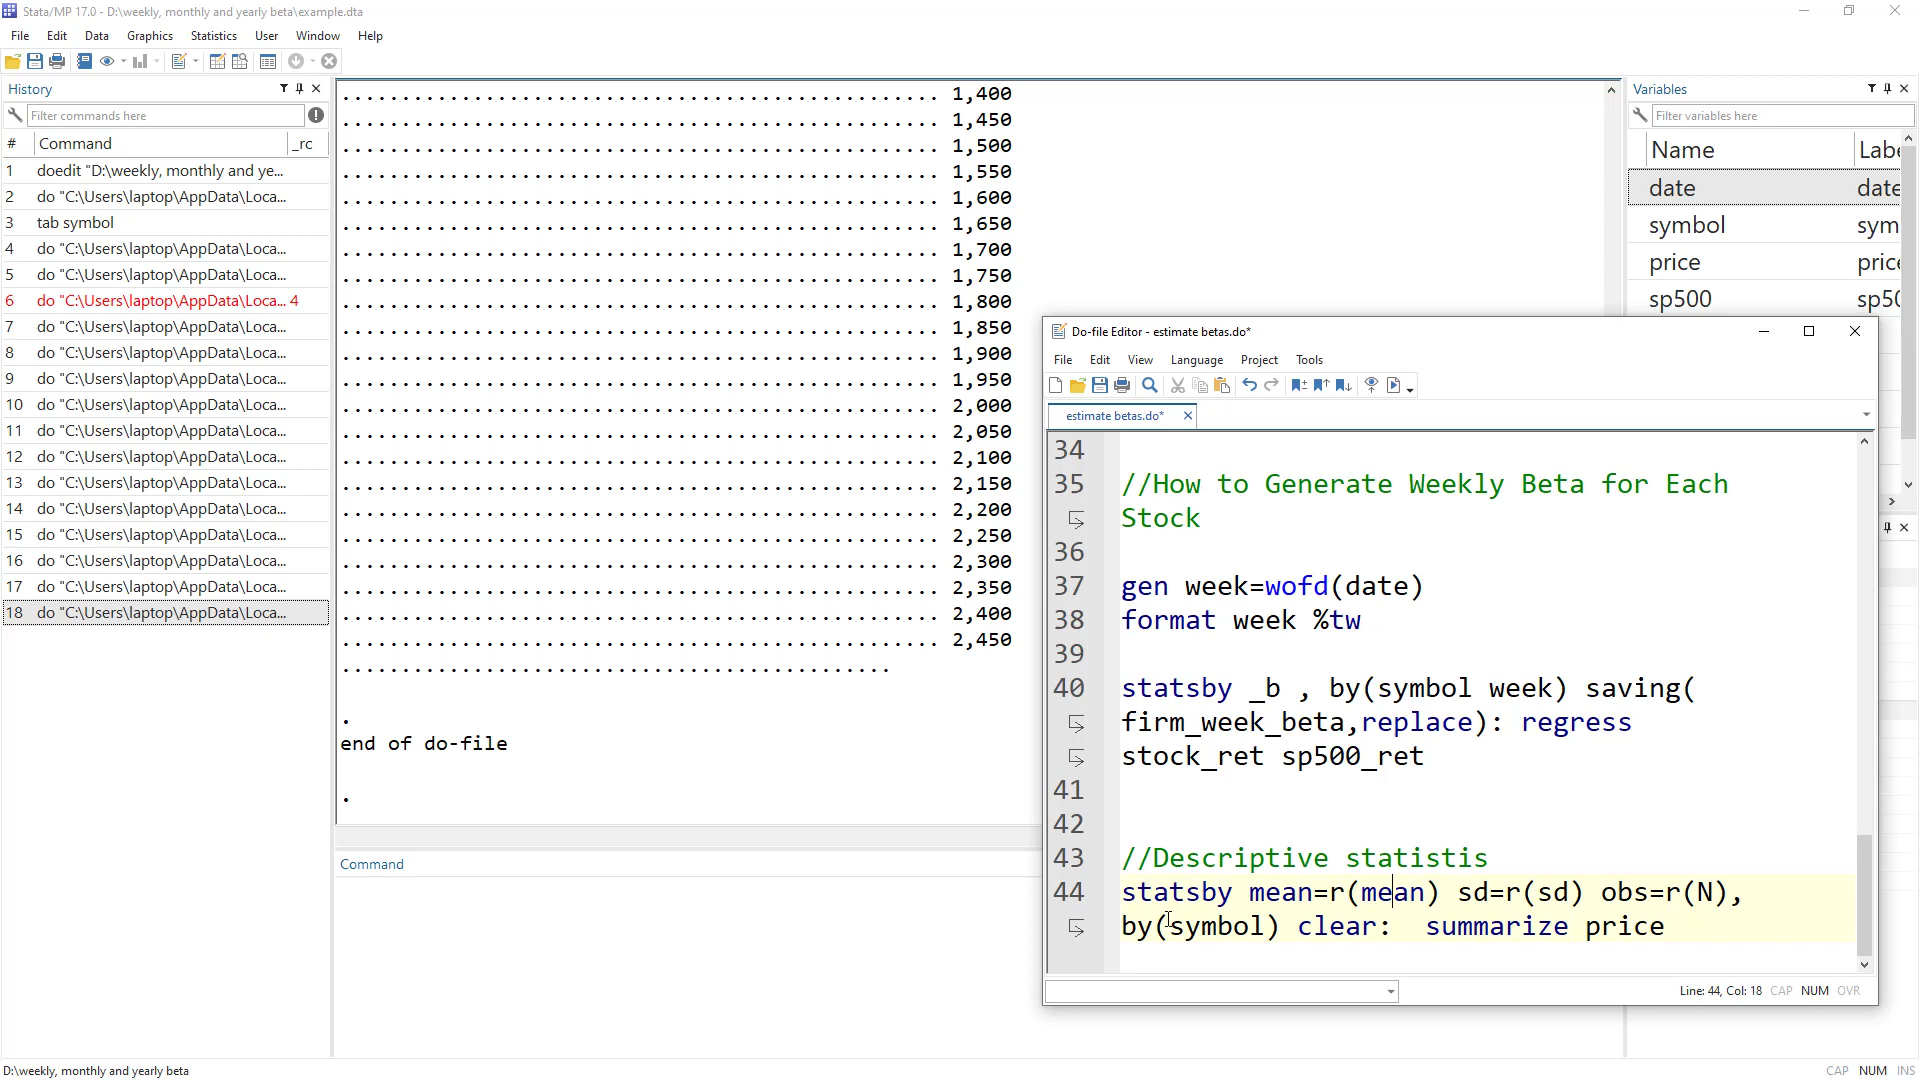 Stata/MP 17.0 - D:\weekly, monthly and yearly beta\example.dta
File Edit Data Graphics Statistics User Window Help
History
Filter commands here
# Command _rc
1 doedit "D:\weekly, monthly and ye...
2 do "C:\Users\laptop\AppData\Loca...
3 tab symbol
4 do "C:\Users\laptop\AppData\Loca...
5 do "C:\Users\laptop\AppData\Loca...
6 do "C:\Users\laptop\AppData\Loca... 4
7 do "C:\Users\laptop\AppData\Loca...
8 do "C:\Users\laptop\AppData\Loca...
9 do "C:\Users\laptop\AppData\Loca...
10 do "C:\Users\laptop\AppData\Loca...
11 do "C:\Users\laptop\AppData\Loca...
12 do "C:\Users\laptop\AppData\Loca...
13 do "C:\Users\laptop\AppData\Loca...
14 do "C:\Users\laptop\AppData\Loca...
15 do "C:\Users\laptop\AppData\Loca...
16 do "C:\Users\laptop\AppData\Loca...
17 do "C:\Users\laptop\AppData\Loca...
18 do "C:\Users\laptop\AppData\Loca...
.................................................. 1,400
.................................................. 1,450
.................................................. 1,500
.................................................. 1,550
.................................................. 1,600
.................................................. 1,650
.................................................. 1,700
.................................................. 1,750
.................................................. 1,800
.................................................. 1,850
.................................................. 1,900
.................................................. 1,950
.................................................. 2,000
.................................................. 2,050
.................................................. 2,100
.................................................. 2,150
.................................................. 2,200
.................................................. 2,250
.................................................. 2,300
.................................................. 2,350
.................................................. 2,400
.................................................. 2,450
..............................................
.
end of do-file
.
Command
Variables
Filter variables here
Name Labe
date date
symbol sym
price price
sp500 sp50
Do-file Editor - estimate betas.do*
File Edit View Language Project Tools
estimate betas.do*
34
35 //How to Generate Weekly Beta for Each
Stock
36
37 gen week=wofd(date)
38 format week %tw
39
40 statsby _b , by(symbol week) saving(
firm_week_beta,replace): regress
stock_ret sp500_ret
41
42
43 //Descriptive statistis
44 statsby mean=r(mean) sd=r(sd) obs=r(N),
by(symbol) clear:  summarize price
Line: 44, Col: 18 CAP NUM OVR
D:\weekly, monthly and yearly beta
CAP NUM INS